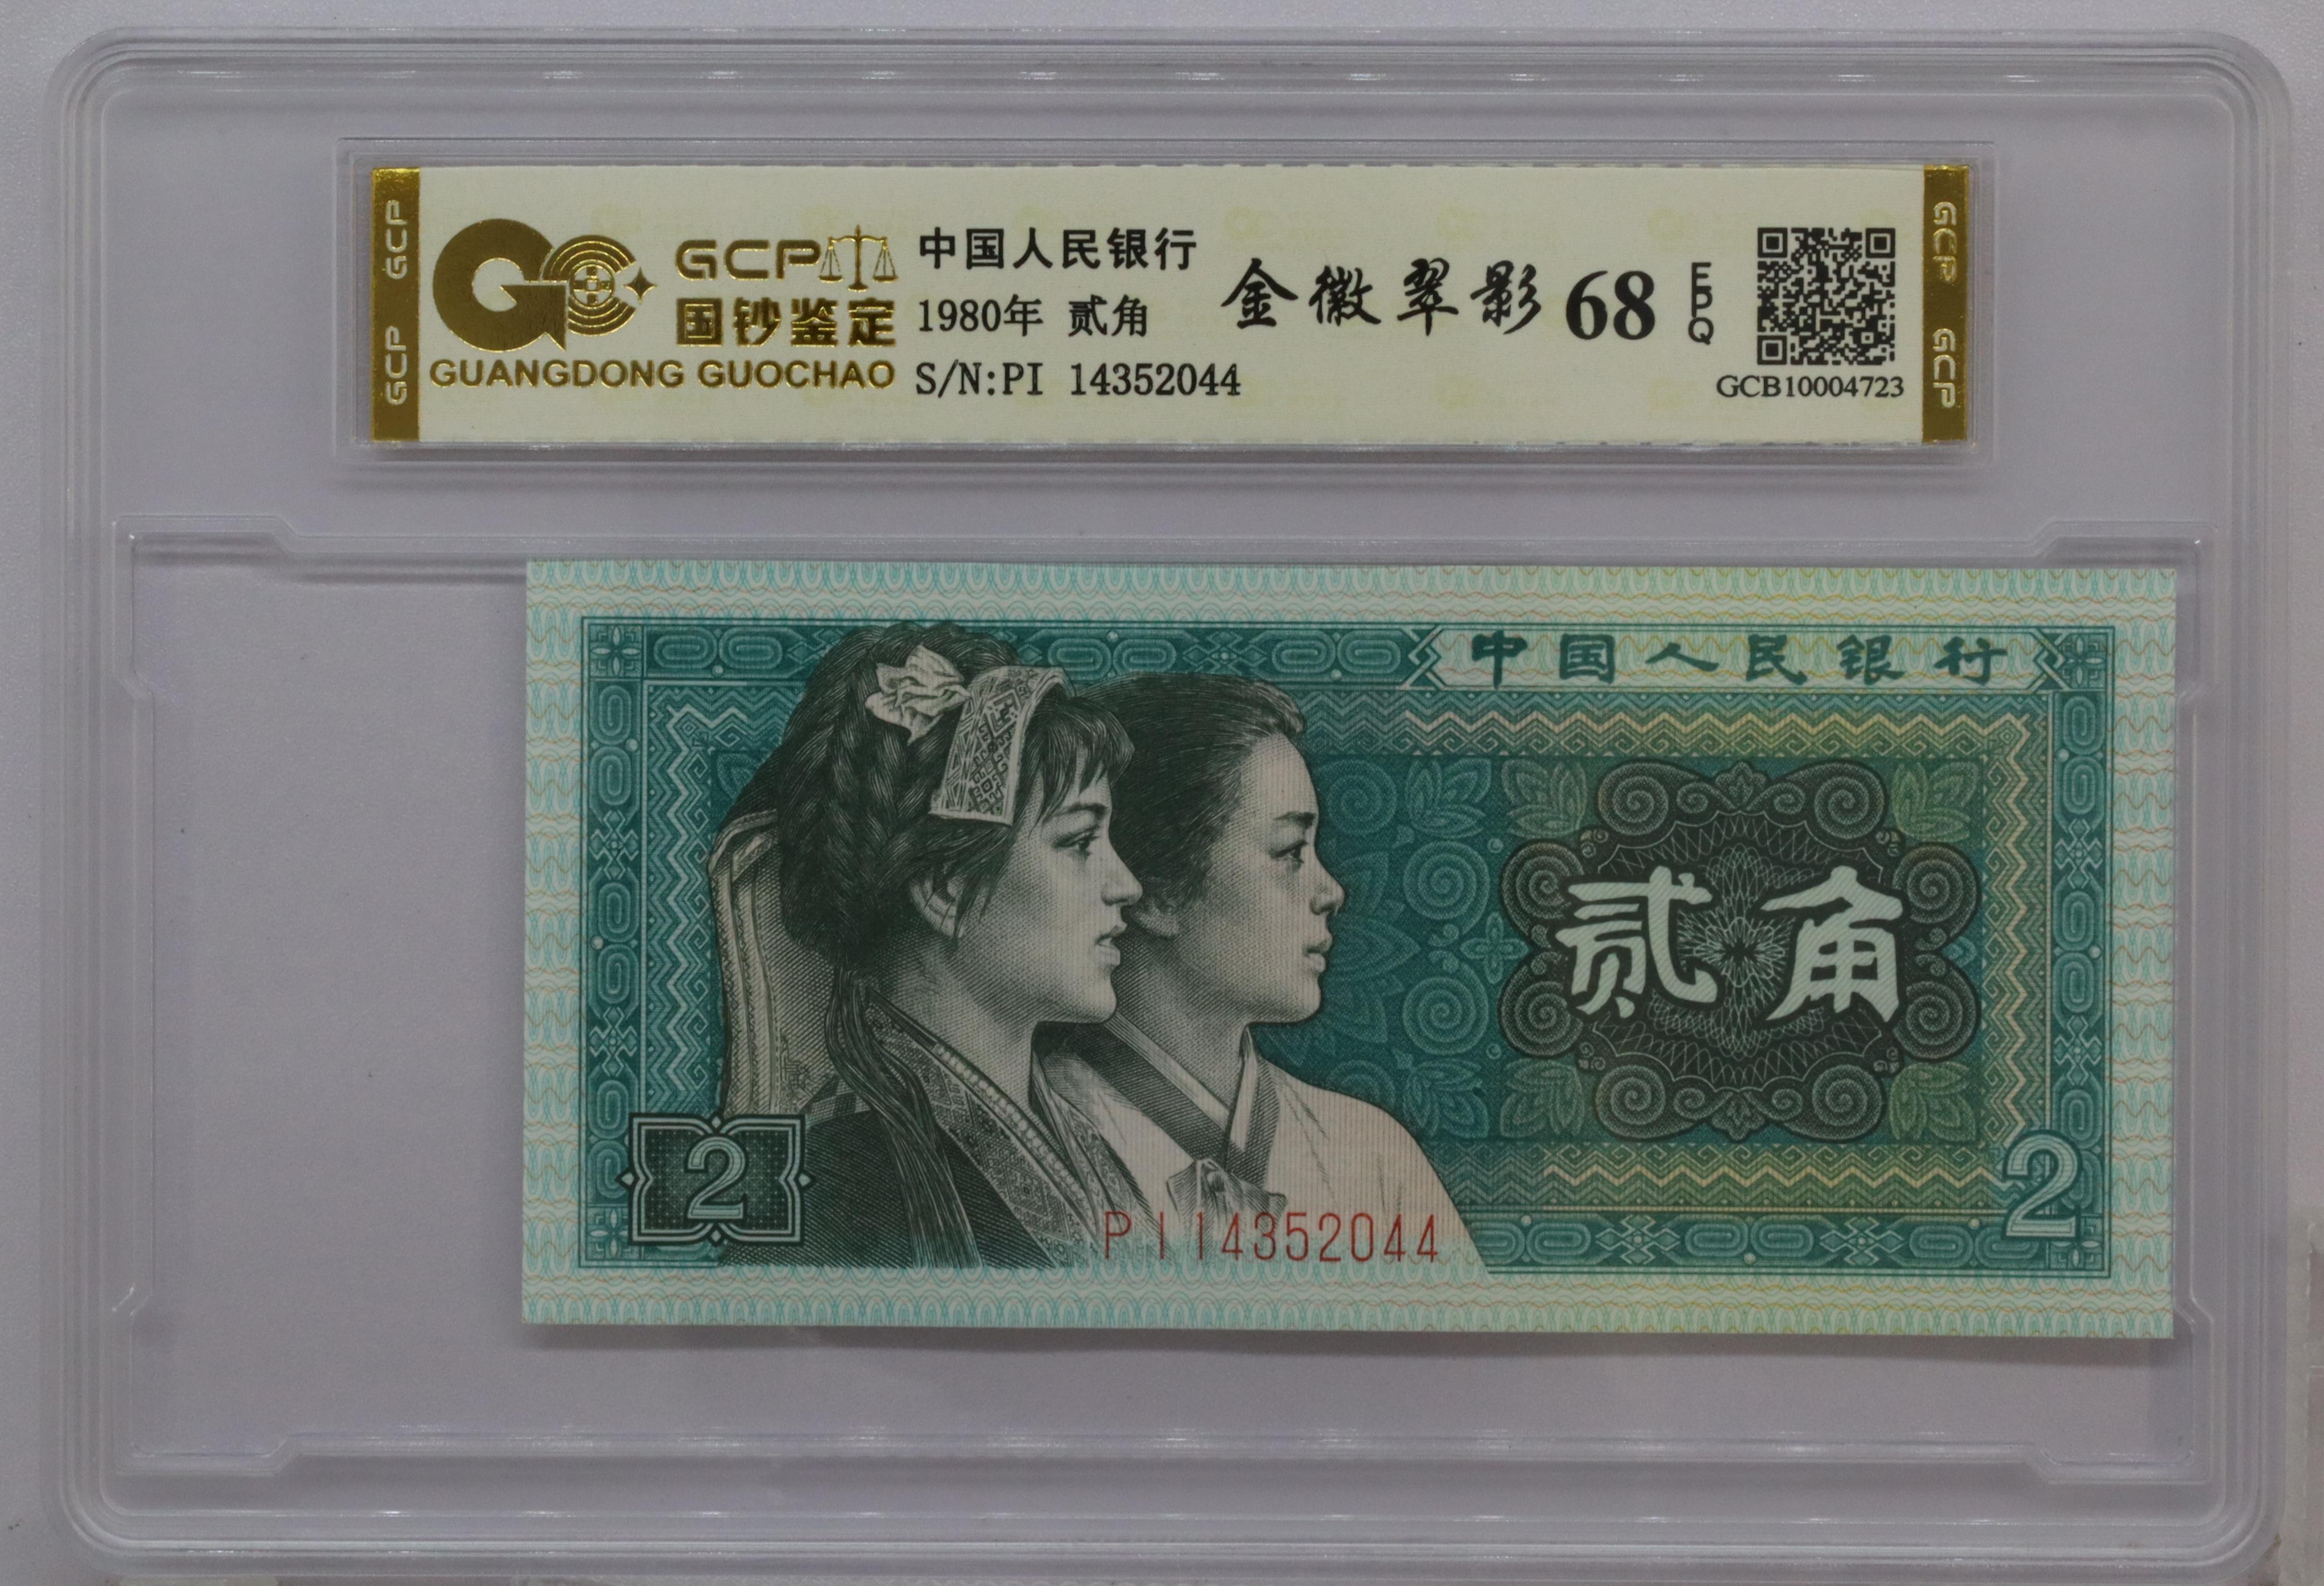 GCP GCP
GCP
国钞鉴定
GUANGDONG GUOCHAO
中国人民银行
1980年 贰角
S/N:PI 14352044
金徽翠影 68 EPQ
GCB10004723
GCP GCP
中国人民银行
贰角
2
2
PI14352044